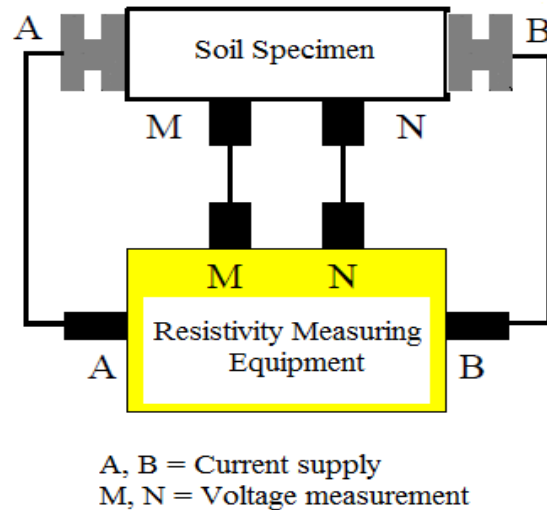 A
Soil Specimen
B
M
N
M
N
Resistivity Measuring
Equipment
A
B
A, B = Current supply
M, N = Voltage measurement